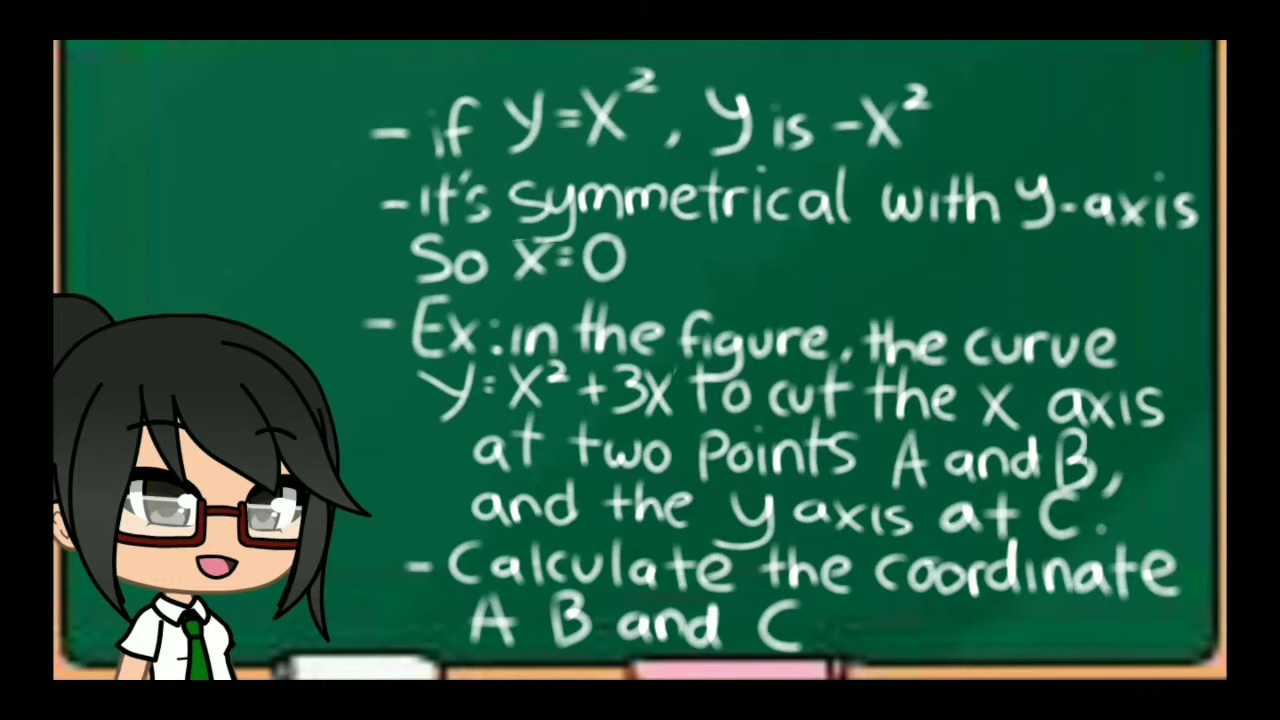 - if y=x², y is -x²
- it's symmetrical with y-axis
So x=0
- Ex: in the figure, the curve
y=x²+3x to cut the x axis
at two points A and B,
and the y axis at C.
- Calculate the coordinate
A B and C